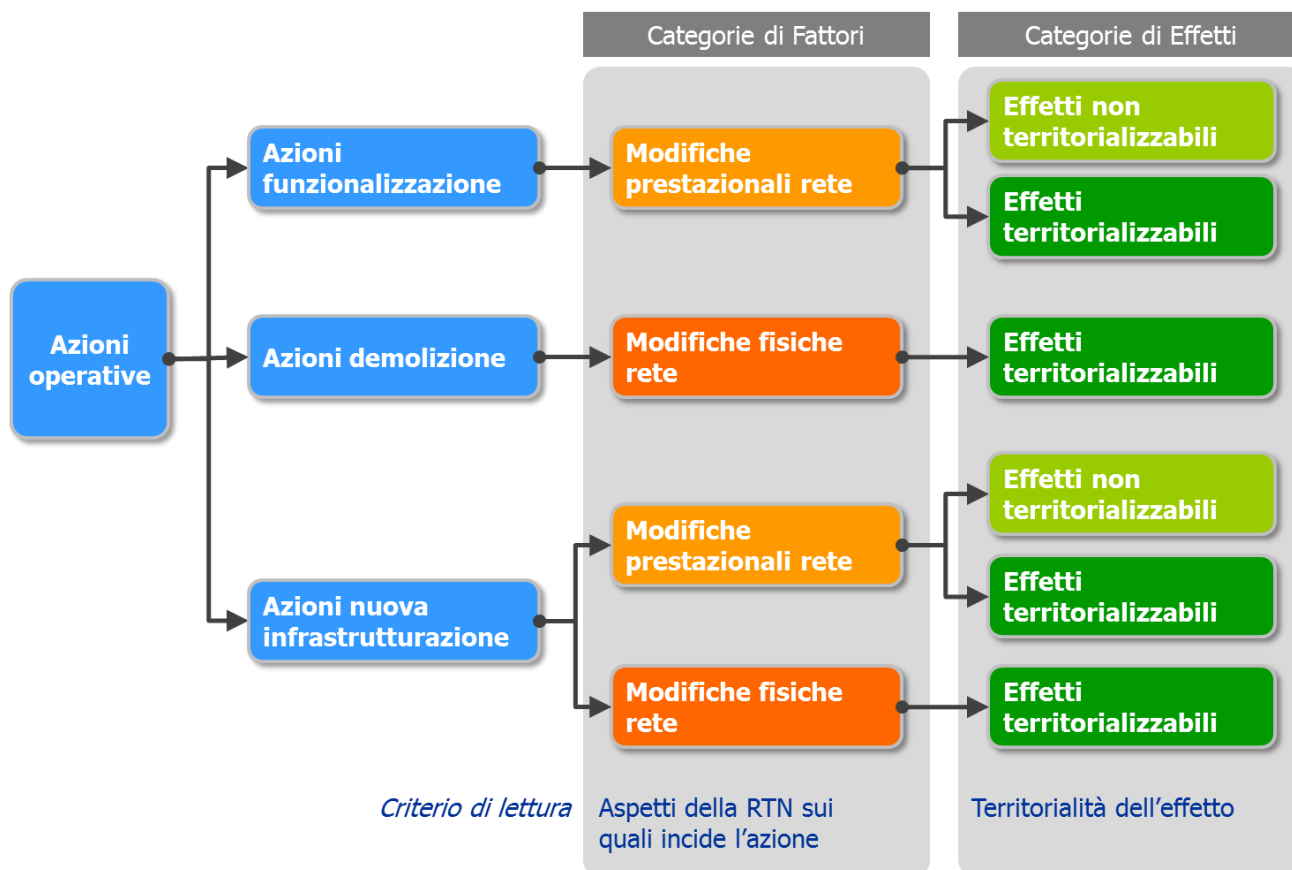 Categorie di Fattori
Categorie di Effetti
Azioni
operative
Azioni
funzionalizzazione
Modifiche
prestazionali rete
Effetti non
territorializzabili
Effetti
territorializzabili
Azioni demolizione
Modifiche fisiche
rete
Effetti
territorializzabili
Azioni nuova
infrastrutturazione
Modifiche
prestazionali rete
Effetti non
territorializzabili
Effetti
territorializzabili
Modifiche fisiche
rete
Effetti
territorializzabili
Criterio di lettura
Aspetti della RTN sui
quali incide l’azione
Territorialità dell’effetto